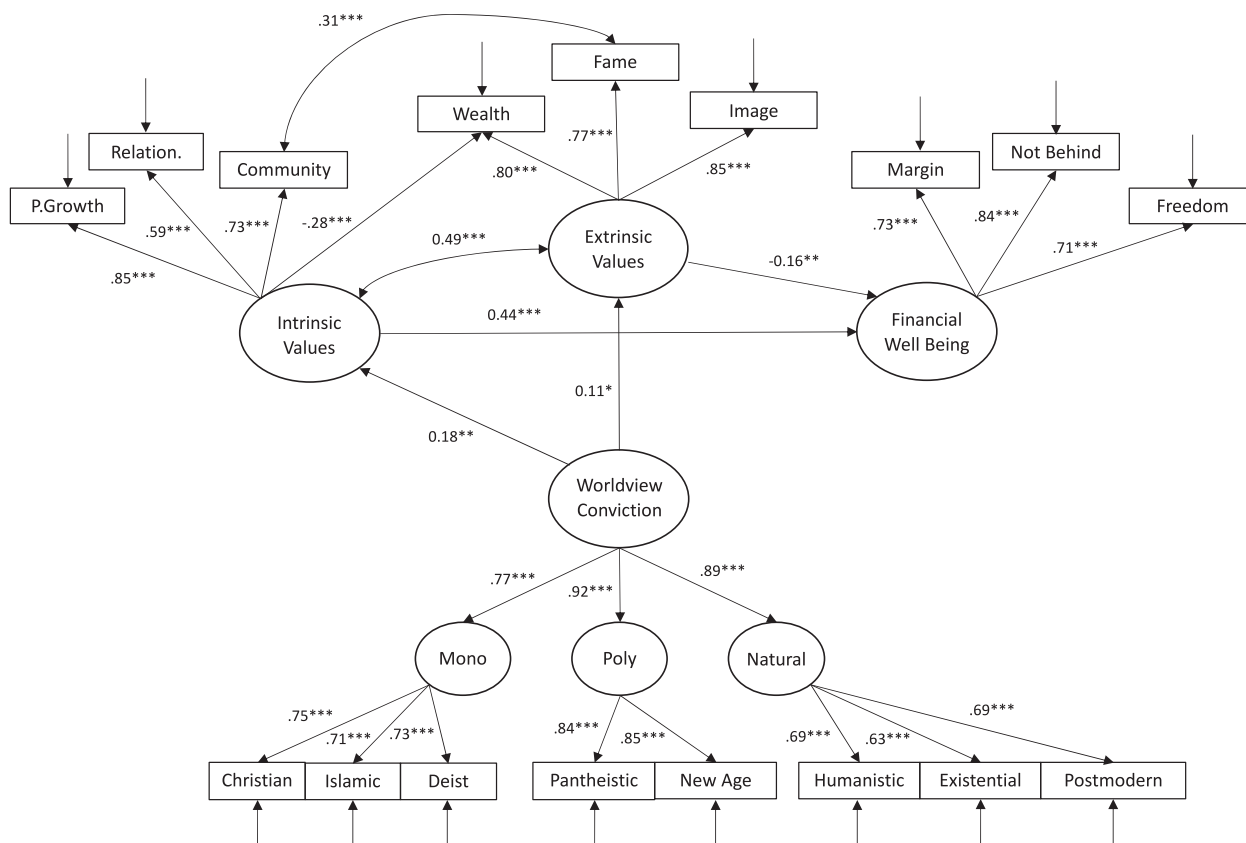 .31***
Fame
Wealth
Image
Relation.
Community
.77***
Not Behind
Margin
P.Growth
.80***
.85***
Freedom
.59***
.73***
-.28***
.73***
.84***
.71***
.85***
0.49***
Extrinsic
Values
-0.16**
Intrinsic
Values
0.44***
Financial
Well Being
0.11*
0.18**
Worldview
Conviction
.77***
.92***
.89***
Mono
Poly
Natural
.75***
.71***
.73***
.84***
.85***
.69***
.63***
.69***
Christian
Islamic
Deist
Pantheistic
New Age
Humanistic
Existential
Postmodern